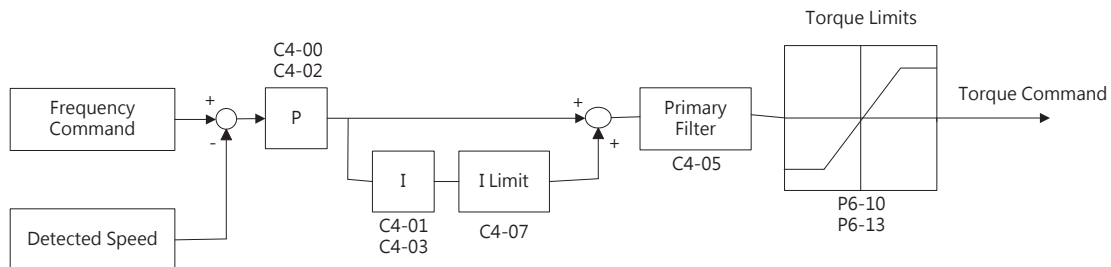 Torque Limits
C4-00
C4-02
Frequency
Command
+
-
P
+
+
Primary
Filter
Torque Command
C4-05
I
I Limit
P6-10
P6-13
C4-01
C4-03
C4-07
Detected Speed